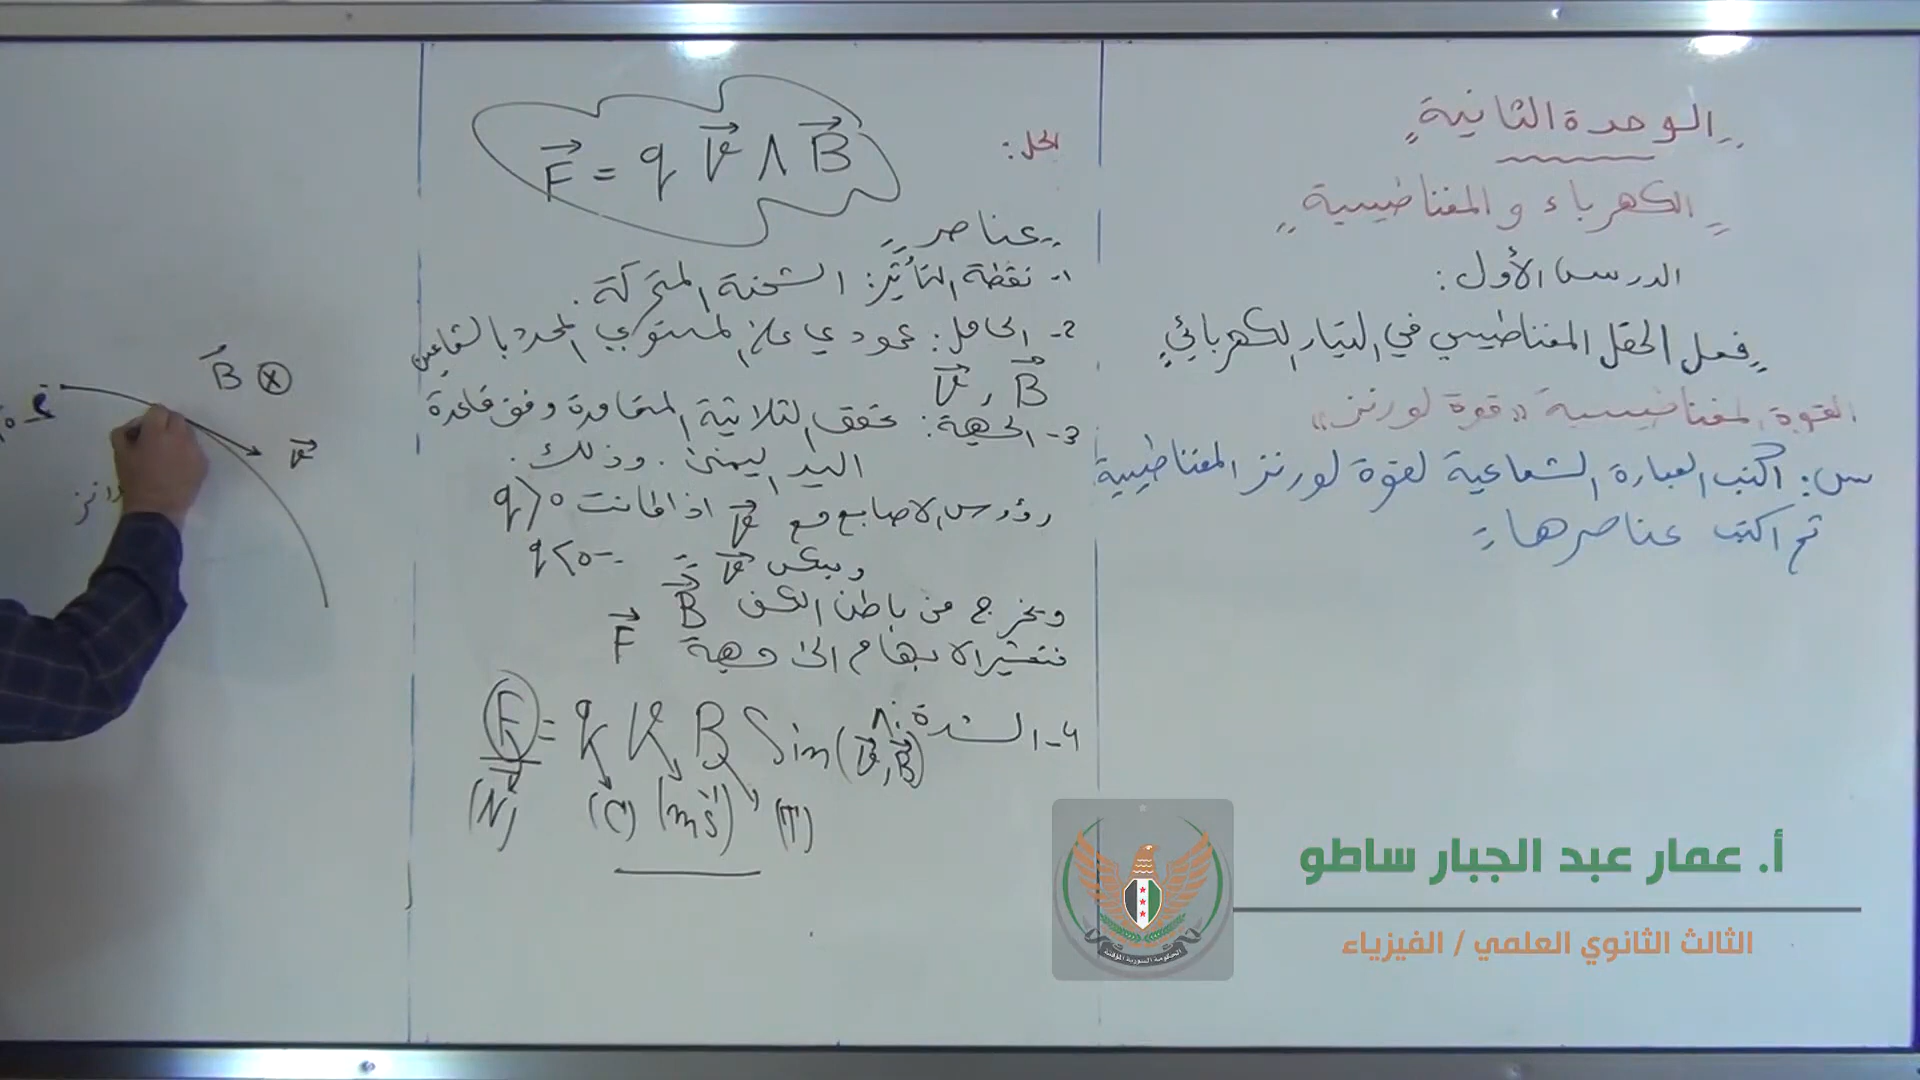 "الوحدة الثانية"
"الكهرباء والمغناطيسية"
الدرس الأول:
"فعل الحقل المغناطيسي في التيار الكهربائي"
القوة المغناطيسية "قوة لورنز"
س: اكتب العبارة الشعاعية لقوة لورنز المغناطيسية
ثم اكتب عناصرها:
الحل:
F⃗ = q v⃗ ∧ B⃗
"عناصر"
1- نقطة التأثير: الشحنة المتحركة.
2- الحامل: عمودي على المستوي المحدد بالشعاعين
v⃗ , B⃗
3- الجهة: تحقق الثلاثية المتعامدة وفق قاعدة
اليد اليمنى. وذلك.
رؤوس الاصابع مع v⃗ اذا كانت q>0
وبعكس v⃗ q<0
ويخرج من باطن الكف B⃗
فتشير الابهام الى جهة F⃗
4- الشدة:
F = q v B Sin(v⃗,B⃗)
(N) (C) (m s⁻¹) (T)
B⃗ ⊗
v⃗
أ. عمار عبد الجبار ساطو
الثالث الثانوي العلمي / الفيزياء